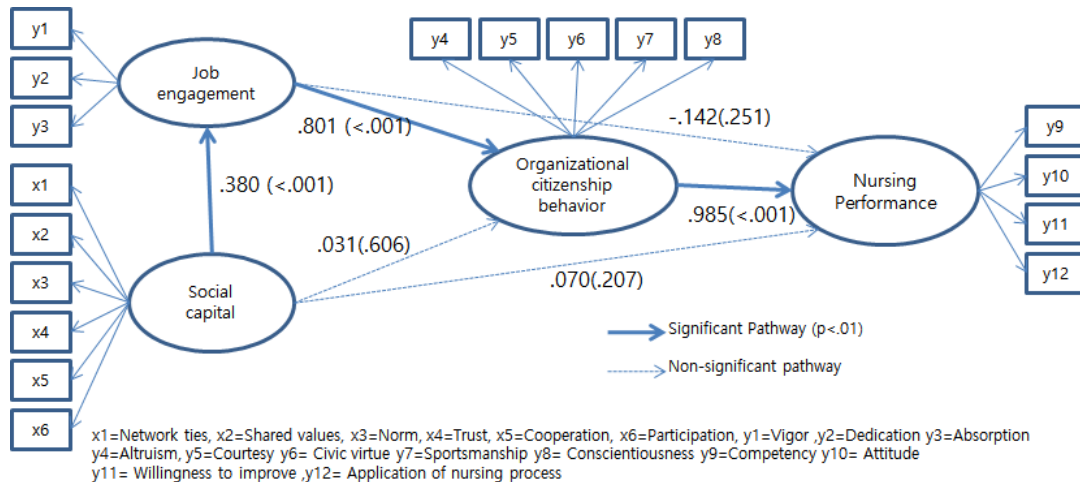 y1
y2
y3
Job
engagement
y4
y5
y6
y7
y8
.801 (<.001)
-.142(.251)
Organizational
citizenship
behavior
Nursing
Performance
y9
y10
y11
y12
x1
x2
x3
x4
x5
x6
.380 (<.001)
.985(<.001)
.031(.606)
.070(.207)
Social
capital
Significant Pathway (p<.01)
Non-significant pathway
x1=Network ties, x2=Shared values, x3=Norm, x4=Trust, x5=Cooperation, x6=Participation, y1=Vigor ,y2=Dedication y3=Absorption
y4=Altruism, y5=Courtesy y6= Civic virtue y7=Sportsmanship y8= Conscientiousness y9=Competency y10= Attitude
y11= Willingness to improve ,y12= Application of nursing process